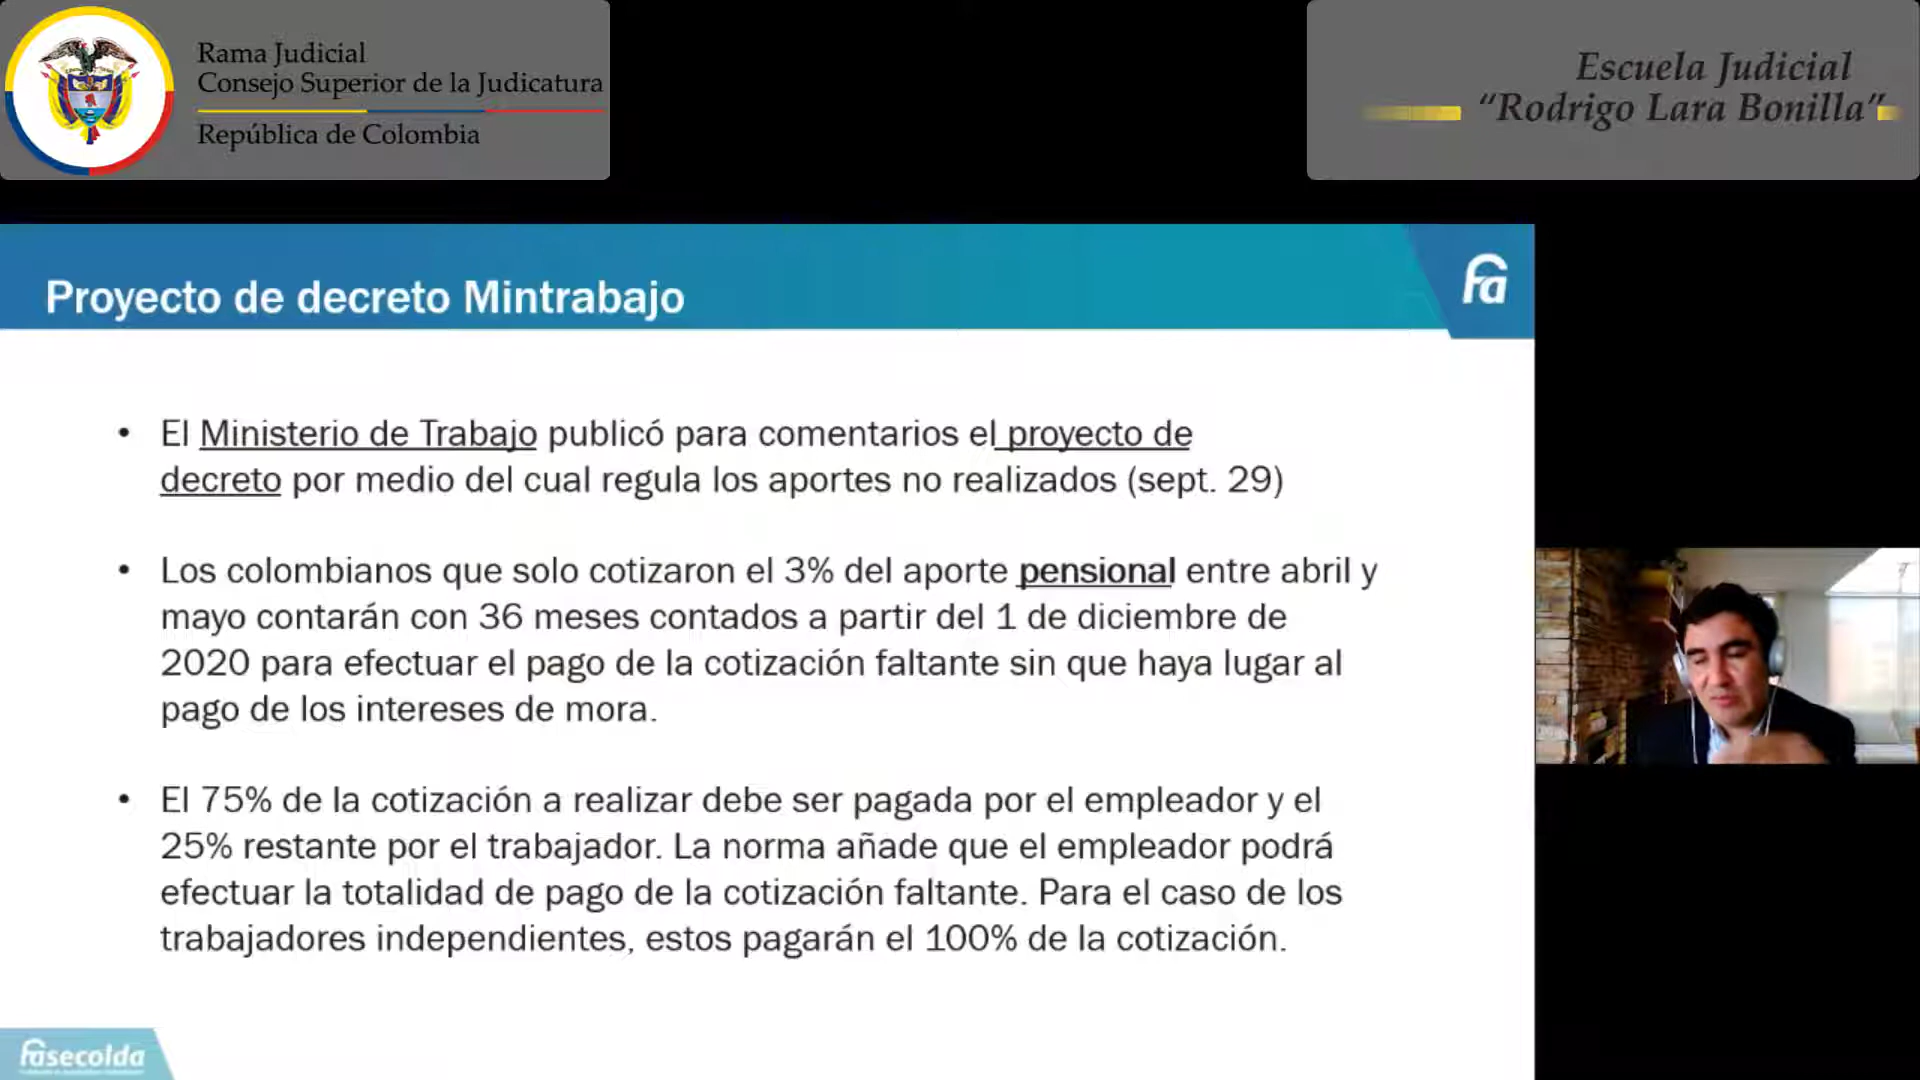 Rama Judicial
Consejo Superior de la Judicatura
República de Colombia
Escuela Judicial
“Rodrigo Lara Bonilla”
Proyecto de decreto Mintrabajo
fa
• El Ministerio de Trabajo publicó para comentarios el proyecto de
decreto por medio del cual regula los aportes no realizados (sept. 29)
• Los colombianos que solo cotizaron el 3% del aporte pensional entre abril y
mayo contarán con 36 meses contados a partir del 1 de diciembre de
2020 para efectuar el pago de la cotización faltante sin que haya lugar al
pago de los intereses de mora.
• El 75% de la cotización a realizar debe ser pagada por el empleador y el
25% restante por el trabajador. La norma añade que el empleador podrá
efectuar la totalidad de pago de la cotización faltante. Para el caso de los
trabajadores independientes, estos pagarán el 100% de la cotización.
fasecolda